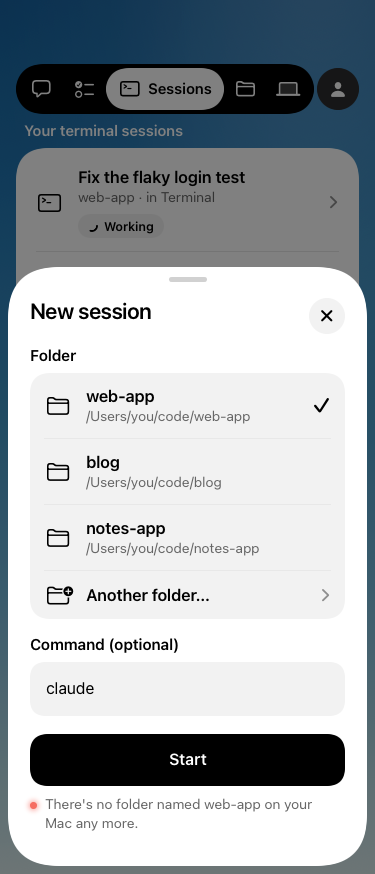 Sessions
Your terminal sessions
Fix the flaky login test
web-app · in Terminal
Working
New session
Folder
web-app
/Users/you/code/web-app
blog
/Users/you/code/blog
notes-app
/Users/you/code/notes-app
Another folder...
Command (optional)
claude
Start
There's no folder named web-app on your
Mac any more.